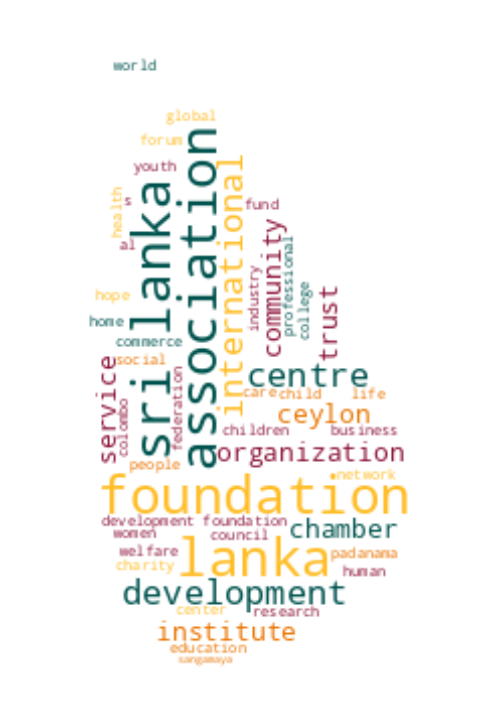 world
global
forum
youth
s
health
al
sri lanka
association
international
fund
community
professional
industry
college
trust
hope
home
commerce
social
service
colombo
federation
centre
care
child
life
ceylon
children
business
people
organization
network
foundation
development foundation
women
council
chamber
welfare
lanka
padanama
charity
human
development
center
research
institute
education
sangamaya